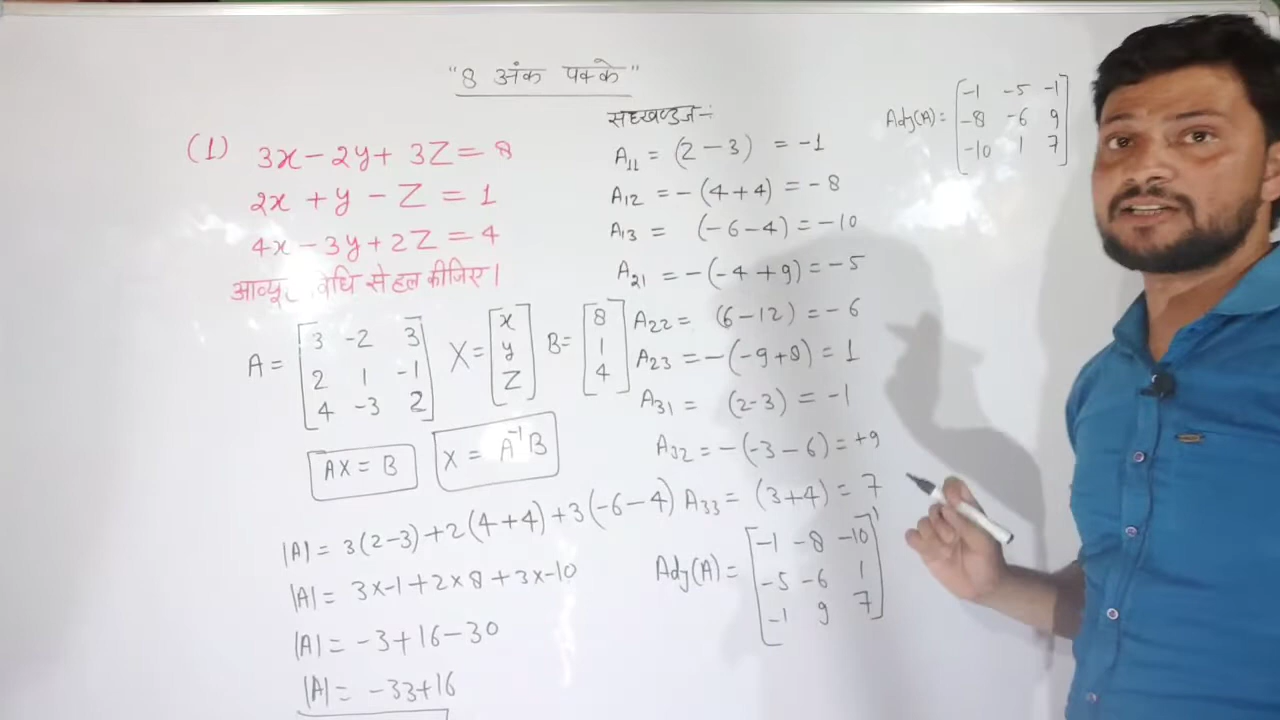 "8 अंक पक्के"
(1) 3x - 2y + 3Z = 8
2x + y - Z = 1
4x - 3y + 2Z = 4
विधि से हल कीजिए।
A = [3 -2 3
2 1 -1
4 -3 2]
X = [x
y
Z]
B = [8
1
4]
AX = B
X = A⁻¹B
|A| = 3(2-3) + 2(4+4) + 3(-6-4)
|A| = 3x-1 + 2x8 + 3x-10
|A| = -3 + 16 - 30
|A| = -33 + 16
सहखण्डज :-
A11 = (2-3) = -1
A12 = -(4+4) = -8
A13 = (-6-4) = -10
A21 = -(-4+9) = -5
A22 = (6-12) = -6
A23 = -(-9+8) = 1
A31 = (2-3) = -1
A32 = -(-3-6) = +9
A33 = (3+4) = 7
Adj(A) = [-1 -8 -10
-5 -6 1
-1 9 7]'
Adj(A) = [-1 -5 -1
-8 -6 9
-10 1 7]